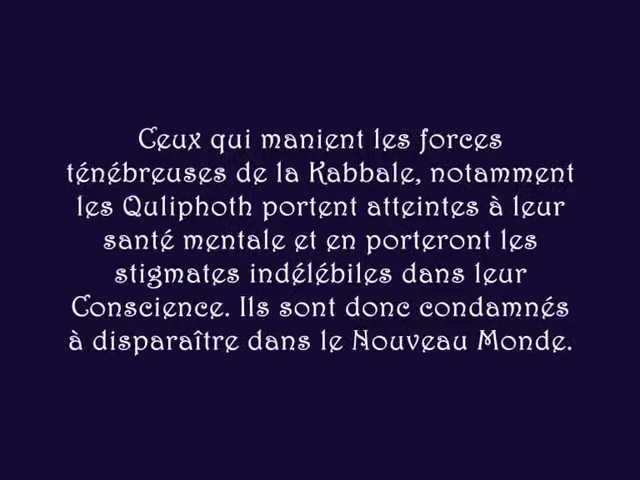 Ceux qui manient les forces
ténébreuses de la Kabbale, notamment
les Quliphoth portent atteintes à leur
santé mentale et en porteront les
stigmates indélébiles dans leur
Conscience. Ils sont donc condamnés
à disparaître dans le Nouveau Monde.